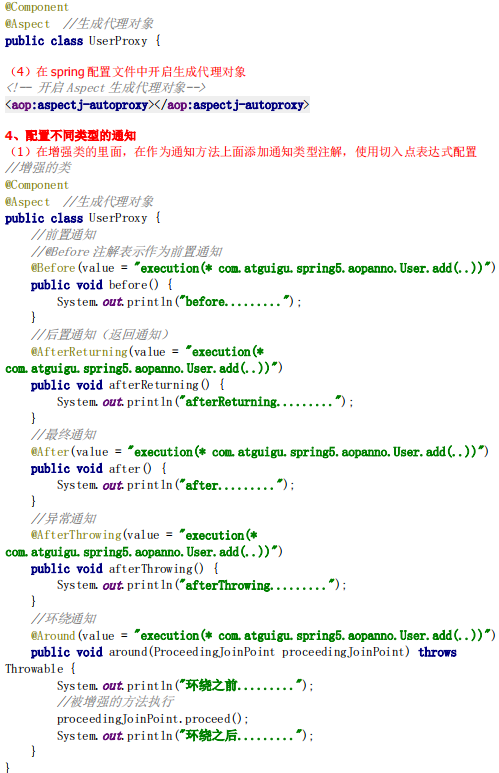 @Component
@Aspect //生成代理对象
public class UserProxy {
（4）在 spring 配置文件中开启生成代理对象
<!-- 开启 Aspect 生成代理对象-->
<aop:aspectj-autoproxy></aop:aspectj-autoproxy>
4、配置不同类型的通知
（1）在增强类的里面，在作为通知方法上面添加通知类型注解，使用切入点表达式配置
//增强的类
@Component
@Aspect //生成代理对象
public class UserProxy {
//前置通知
//@Before 注解表示作为前置通知
@Before(value = "execution(* com.atguigu.spring5.aopanno.User.add(..))")
public void before() {
System.out.println("before.........");
}
//后置通知（返回通知）
@AfterReturning(value = "execution(*
com.atguigu.spring5.aopanno.User.add(..))")
public void afterReturning() {
System.out.println("afterReturning.........");
}
//最终通知
@After(value = "execution(* com.atguigu.spring5.aopanno.User.add(..))")
public void after() {
System.out.println("after.........");
}
//异常通知
@AfterThrowing(value = "execution(*
com.atguigu.spring5.aopanno.User.add(..))")
public void afterThrowing() {
System.out.println("afterThrowing.........");
}
//环绕通知
@Around(value = "execution(* com.atguigu.spring5.aopanno.User.add(..))")
public void around(ProceedingJoinPoint proceedingJoinPoint) throws
Throwable {
System.out.println("环绕之前.........");
//被增强的方法执行
proceedingJoinPoint.proceed();
System.out.println("环绕之后.........");
}
}